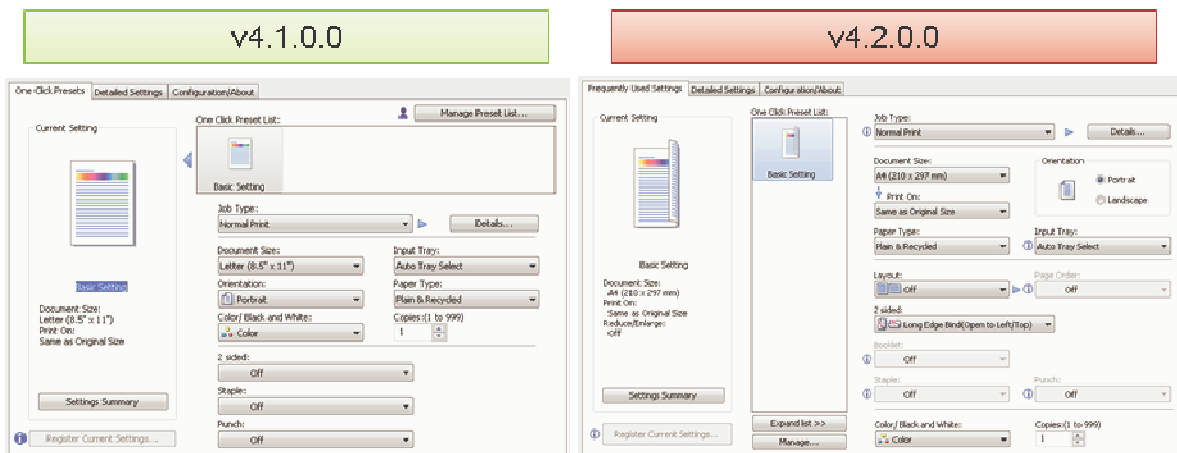 v4.1.0.0
One-Click Presets
Detailed Settings
Configuration/About
Current Setting
Basic Setting
Document Size:
Letter (8.5" x 11")
Print On:
Same as Original Size
Settings Summary
Register Current Settings...
Manage Preset List...
One Click Preset List:
Basic Setting
Job Type:
Normal Print
Details...
Document Size:
Letter (8.5" x 11")
Input Tray:
Auto Tray Select
Orientation:
Portrait
Paper Type:
Plain & Recycled
Color/ Black and White:
Color
Copies:(1 to 999)
1
2 sided:
Off
Staple:
Off
Punch:
Off
v4.2.0.0
Frequently Used Settings
Detailed Settings
Configuration/About
Current Setting
Basic Setting
Document Size:
A4 (210 x 297 mm)
Print On:
Same as Original Size
Reduce/Enlarge:
Off
Settings Summary
Register Current Settings...
One Click Preset List:
Basic Setting
Expand list >>
Manage...
Job Type:
Normal Print
Details...
Document Size:
A4 (210 x 297 mm)
Orientation
Portrait
Landscape
Print On:
Same as Original Size
Paper Type:
Plain & Recycled
Input Tray:
Auto Tray Select
Layout:
Off
Page Order:
Off
2 sided:
Long Edge Bind(Open to Left/Top)
Booklet:
Off
Staple:
Off
Punch:
Off
Color/ Black and White:
Color
Copies:(1 to 999)
1